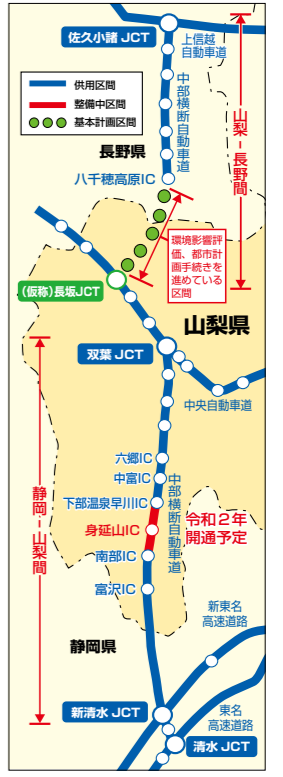 佐久小諸 JCT
上信越
自動車道
供用区間
整備中区間
基本計画区間
中部横断自動車道
山梨-長野間
長野県
八千穂高原IC
環境影響評
価、都市計
画手続きを
進めている
区間
(仮称)長坂JCT
山梨県
双葉 JCT
中央自動車道
静岡-山梨間
六郷IC
中富IC
下部温泉早川IC
中部横断自動車道
身延山IC
令和2年
開通予定
南部IC
富沢IC
新東名
高速道路
静岡県
東名
高速道路
新清水 JCT
清水 JCT